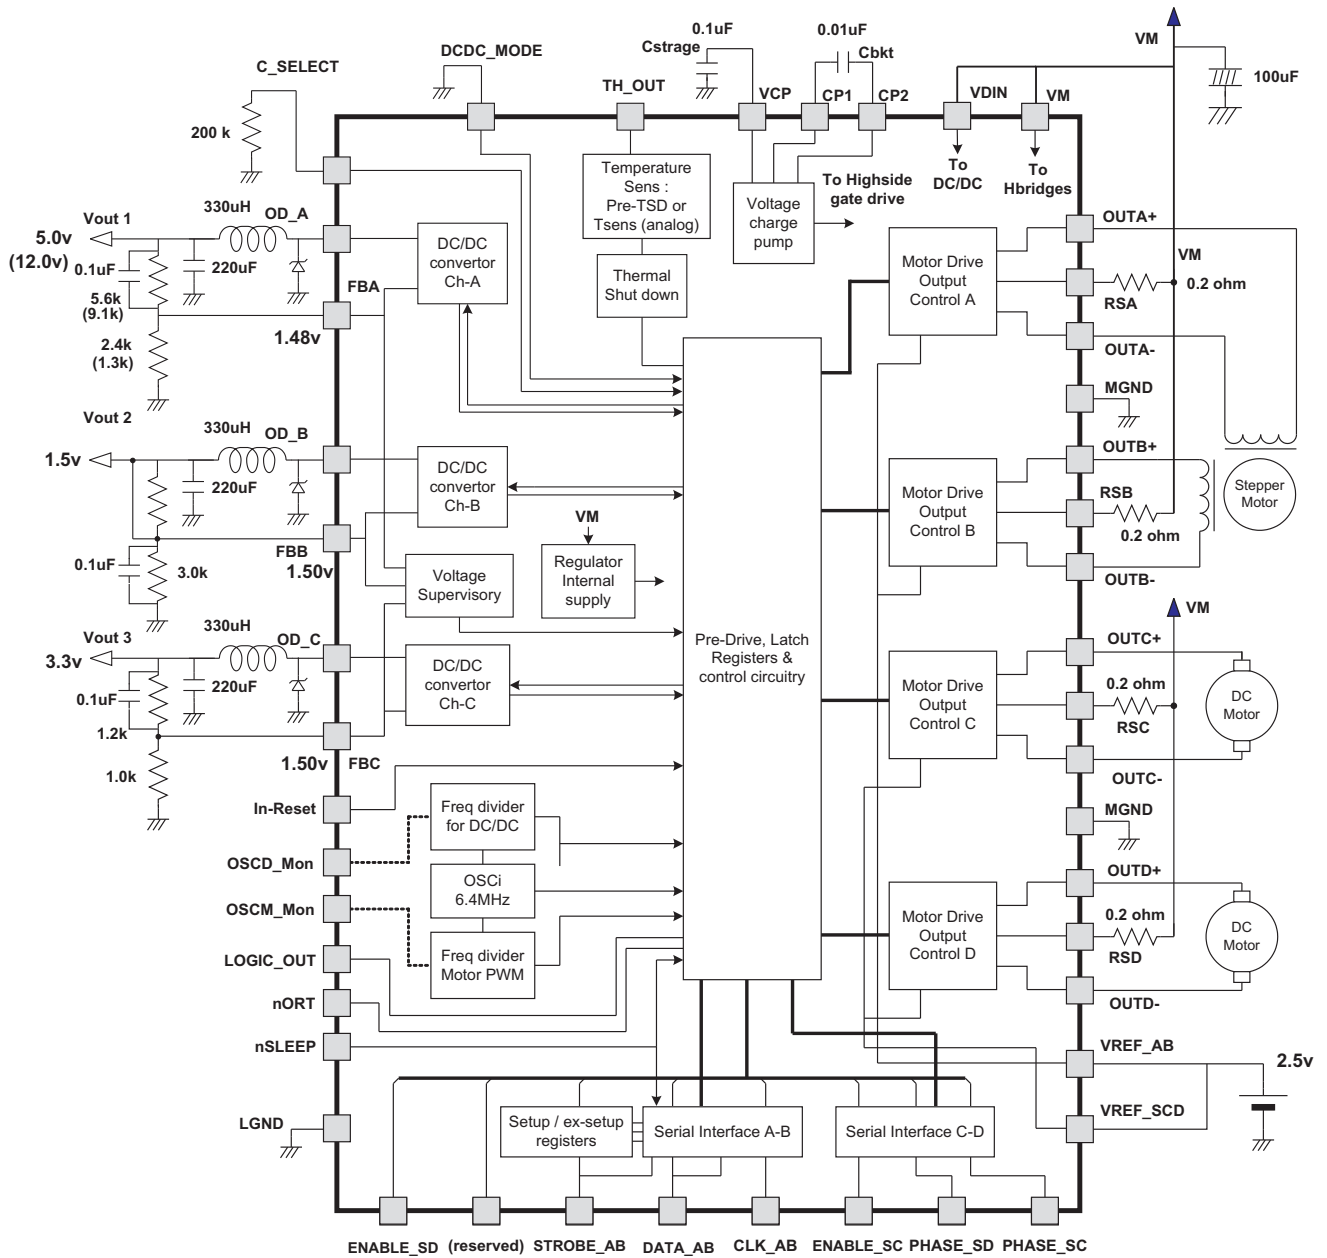 DCDC_MODE
0.1uF
Cstrage
0.01uF
Cbkt
VM
100uF
C_SELECT
TH_OUT
VCP
CP1
CP2
VDIN
VM
200 k
Temperature
Sens :
Pre-TSD or
Tsens (analog)
Voltage
charge
pump
To Highside
gate drive
To
DC/DC
To
Hbridges
Vout 1
5.0v
(12.0v)
330uH
OD_A
220uF
0.1uF
5.6k
(9.1k)
2.4k
(1.3k)
FBA
1.48v
DC/DC
convertor
Ch-A
Thermal
Shut down
Motor Drive
Output
Control A
OUTA+
VM
0.2 ohm
RSA
OUTA-
MGND
Vout 2
1.5v
330uH
OD_B
220uF
0.1uF
3.0k
FBB
1.50v
DC/DC
convertor
Ch-B
Voltage
Supervisory
VM
Regulator
Internal
supply
Motor Drive
Output
Control B
OUTB+
RSB
0.2 ohm
OUTB-
Stepper
Motor
Vout 3
3.3v
330uH
OD_C
220uF
0.1uF
1.2k
1.0k
1.50v
FBC
DC/DC
convertor
Ch-C
Pre-Drive, Latch
Registers &
control circuitry
Motor Drive
Output
Control C
VM
OUTC+
0.2 ohm
RSC
OUTC-
DC
Motor
MGND
In-Reset
OSCD_Mon
OSCM_Mon
LOGIC_OUT
nORT
nSLEEP
LGND
Freq divider
for DC/DC
OSCi
6.4MHz
Freq divider
Motor PWM
Motor Drive
Output
Control D
OUTD+
0.2 ohm
RSD
OUTD-
DC
Motor
VREF_AB
2.5v
VREF_SCD
Setup / ex-setup
registers
Serial Interface A-B
Serial Interface C-D
ENABLE_SD
(reserved)
STROBE_AB
DATA_AB
CLK_AB
ENABLE_SC
PHASE_SD
PHASE_SC